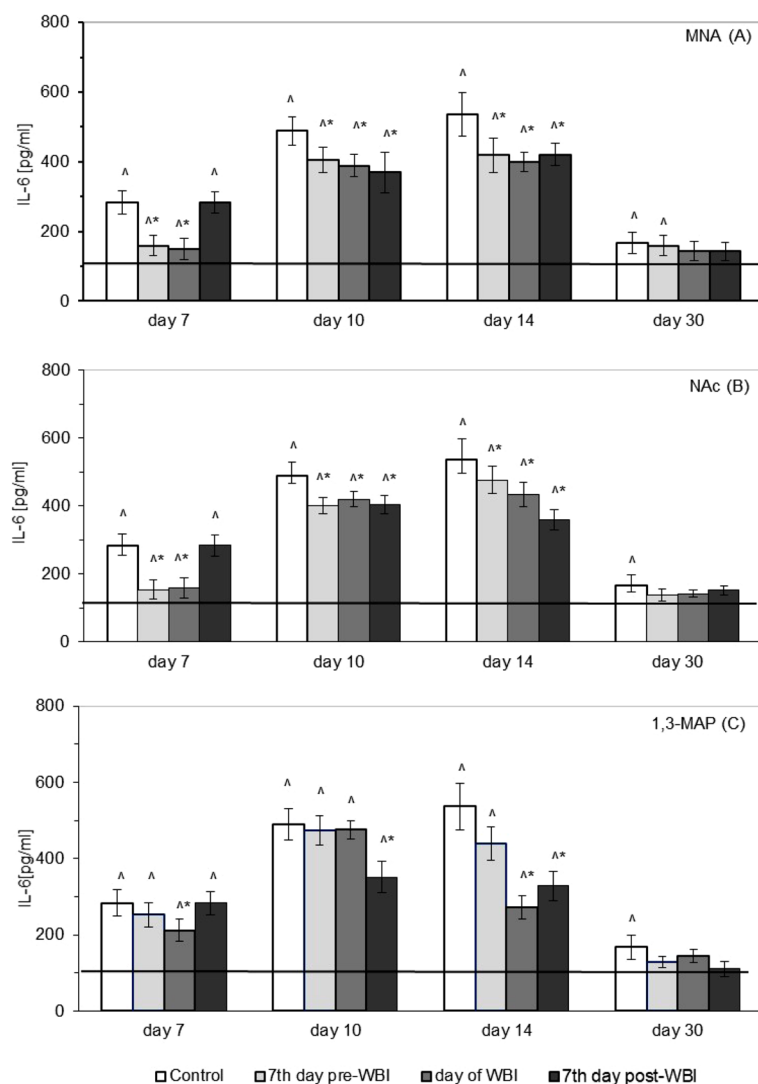 MNA (A)
IL-6 [pg/ml]
800
600
400
200
0
^
^*
^*
^
^
^*
^*
^*
^
^*
^*
^*
^
^
day 7
day 10
day 14
day 30
NAc (B)
IL-6 [pg/ml]
800
600
400
200
0
^
^*
^*
^
^
^*
^*
^*
^
^*
^*
^*
^
day 7
day 10
day 14
day 30
1,3-MAP (C)
IL-6[pg/ml]
800
600
400
200
0
^
^
^*
^
^
^
^
^*
^
^
^*
^*
^
day 7
day 10
day 14
day 30
Control
7th day pre-WBI
day of WBI
7th day post-WBI